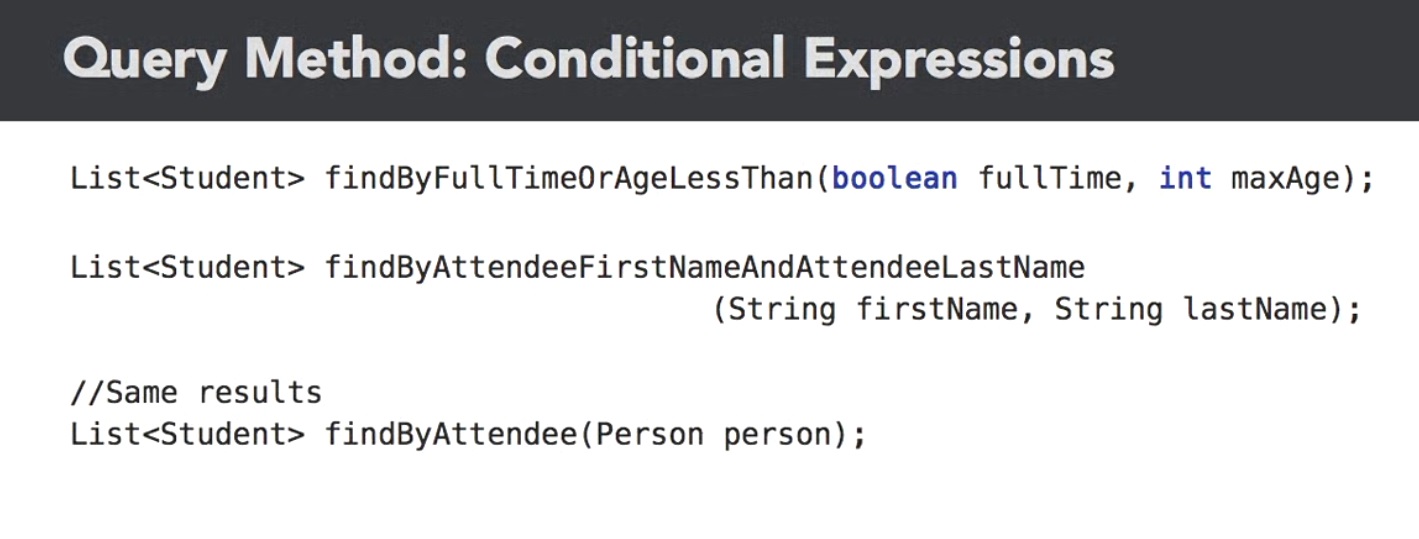 Query Method: Conditional Expressions
List<Student> findByFullTimeOrAgeLessThan(boolean fullTime, int maxAge);
List<Student> findByAttendeeFirstNameAndAttendeeLastName
(String firstName, String lastName);
//Same results
List<Student> findByAttendee(Person person);